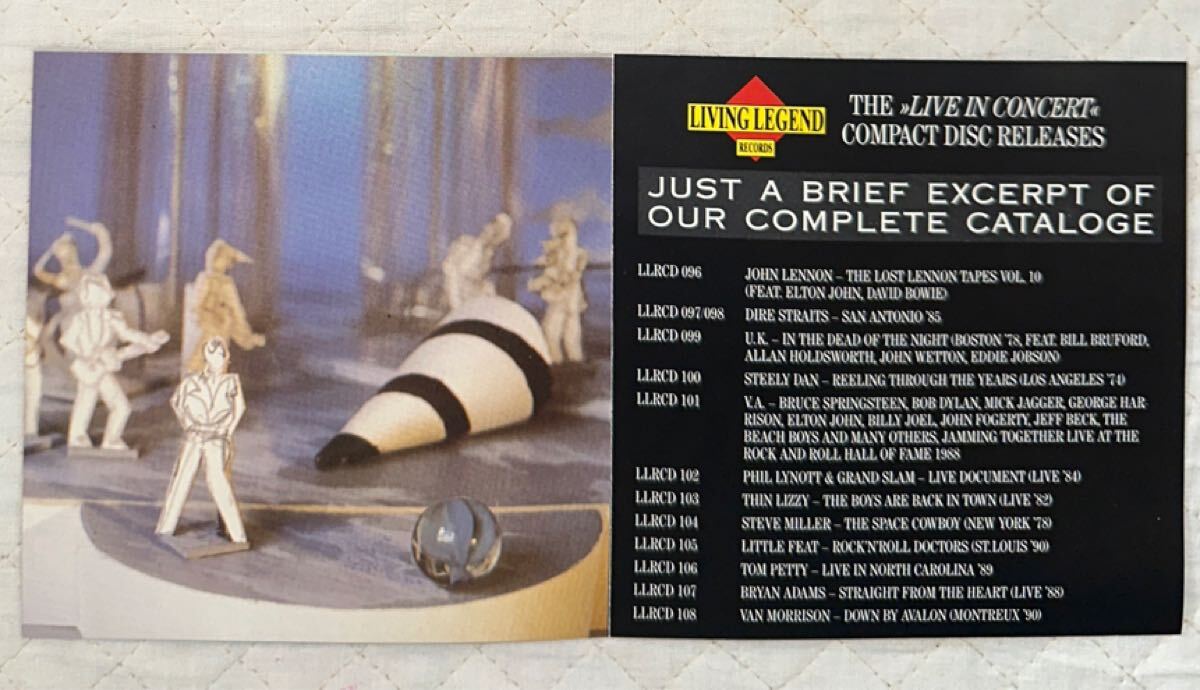 LIVING LEGEND
RECORDS
THE »LIVE IN CONCERT«
COMPACT DISC RELEASES
JUST A BRIEF EXCERPT OF
OUR COMPLETE CATALOGE
LLRCD 096 JOHN LENNON – THE LOST LENNON TAPES VOL. 10
(FEAT. ELTON JOHN, DAVID BOWIE)
LLRCD 097/098 DIRE STRAITS – SAN ANTONIO '85
LLRCD 099 U.K. – IN THE DEAD OF THE NIGHT (BOSTON '78, FEAT. BILL BRUFORD,
ALLAN HOLDSWORTH, JOHN WETTON, EDDIE JOBSON)
LLRCD 100 STEELY DAN – REELING THROUGH THE YEARS (LOS ANGELES '74)
LLRCD 101 V.A. – BRUCE SPRINGSTEEN, BOB DYLAN, MICK JAGGER, GEORGE HAR-
RISON, ELTON JOHN, BILLY JOEL, JOHN FOGERTY, JEFF BECK, THE
BEACH BOYS AND MANY OTHERS, JAMMING TOGETHER LIVE AT THE
ROCK AND ROLL HALL OF FAME 1988
LLRCD 102 PHIL LYNOTT & GRAND SLAM – LIVE DOCUMENT (LIVE '84)
LLRCD 103 THIN LIZZY – THE BOYS ARE BACK IN TOWN (LIVE '82)
LLRCD 104 STEVE MILLER – THE SPACE COWBOY (NEW YORK '78)
LLRCD 105 LITTLE FEAT – ROCK'N'ROLL DOCTORS (ST.LOUIS '90)
LLRCD 106 TOM PETTY – LIVE IN NORTH CAROLINA '89
LLRCD 107 BRYAN ADAMS – STRAIGHT FROM THE HEART (LIVE '88)
LLRCD 108 VAN MORRISON – DOWN BY AVALON (MONTREUX '90)